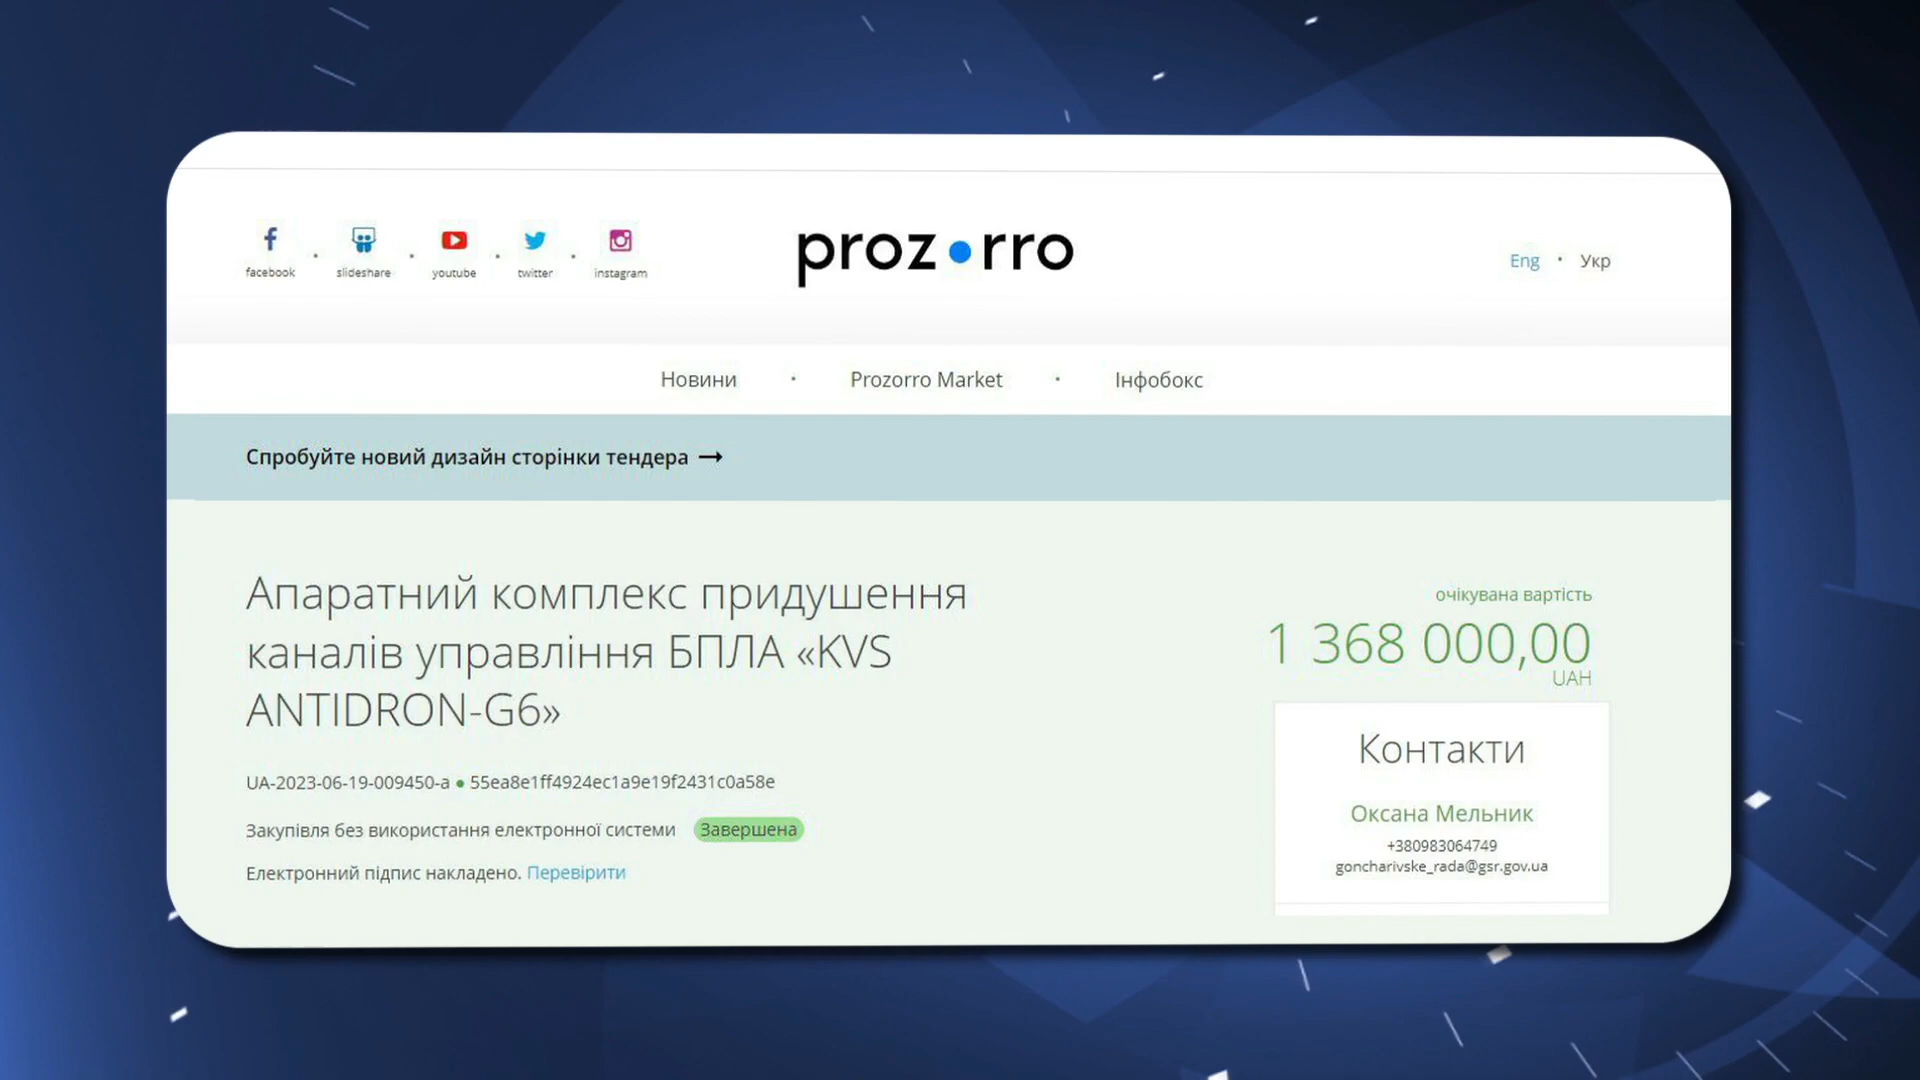 facebook
slideshare
youtube
twitter
instagram
prozorro
Eng • Укр
Новини • Prozorro Market • Інфобокс
Спробуйте новий дизайн сторінки тендера →
Апаратний комплекс придушення
каналів управління БПЛА «KVS
ANTIDRON-G6»
UA-2023-06-19-009450-a ● 55ea8e1ff4924ec1a9e19f2431c0a58e
Закупівля без використання електронної системи Завершена
Електронний підпис накладено. Перевірити
очікувана вартість
1 368 000,00
UAH
Контакти
Оксана Мельник
+380983064749
goncharivske_rada@gsr.gov.ua